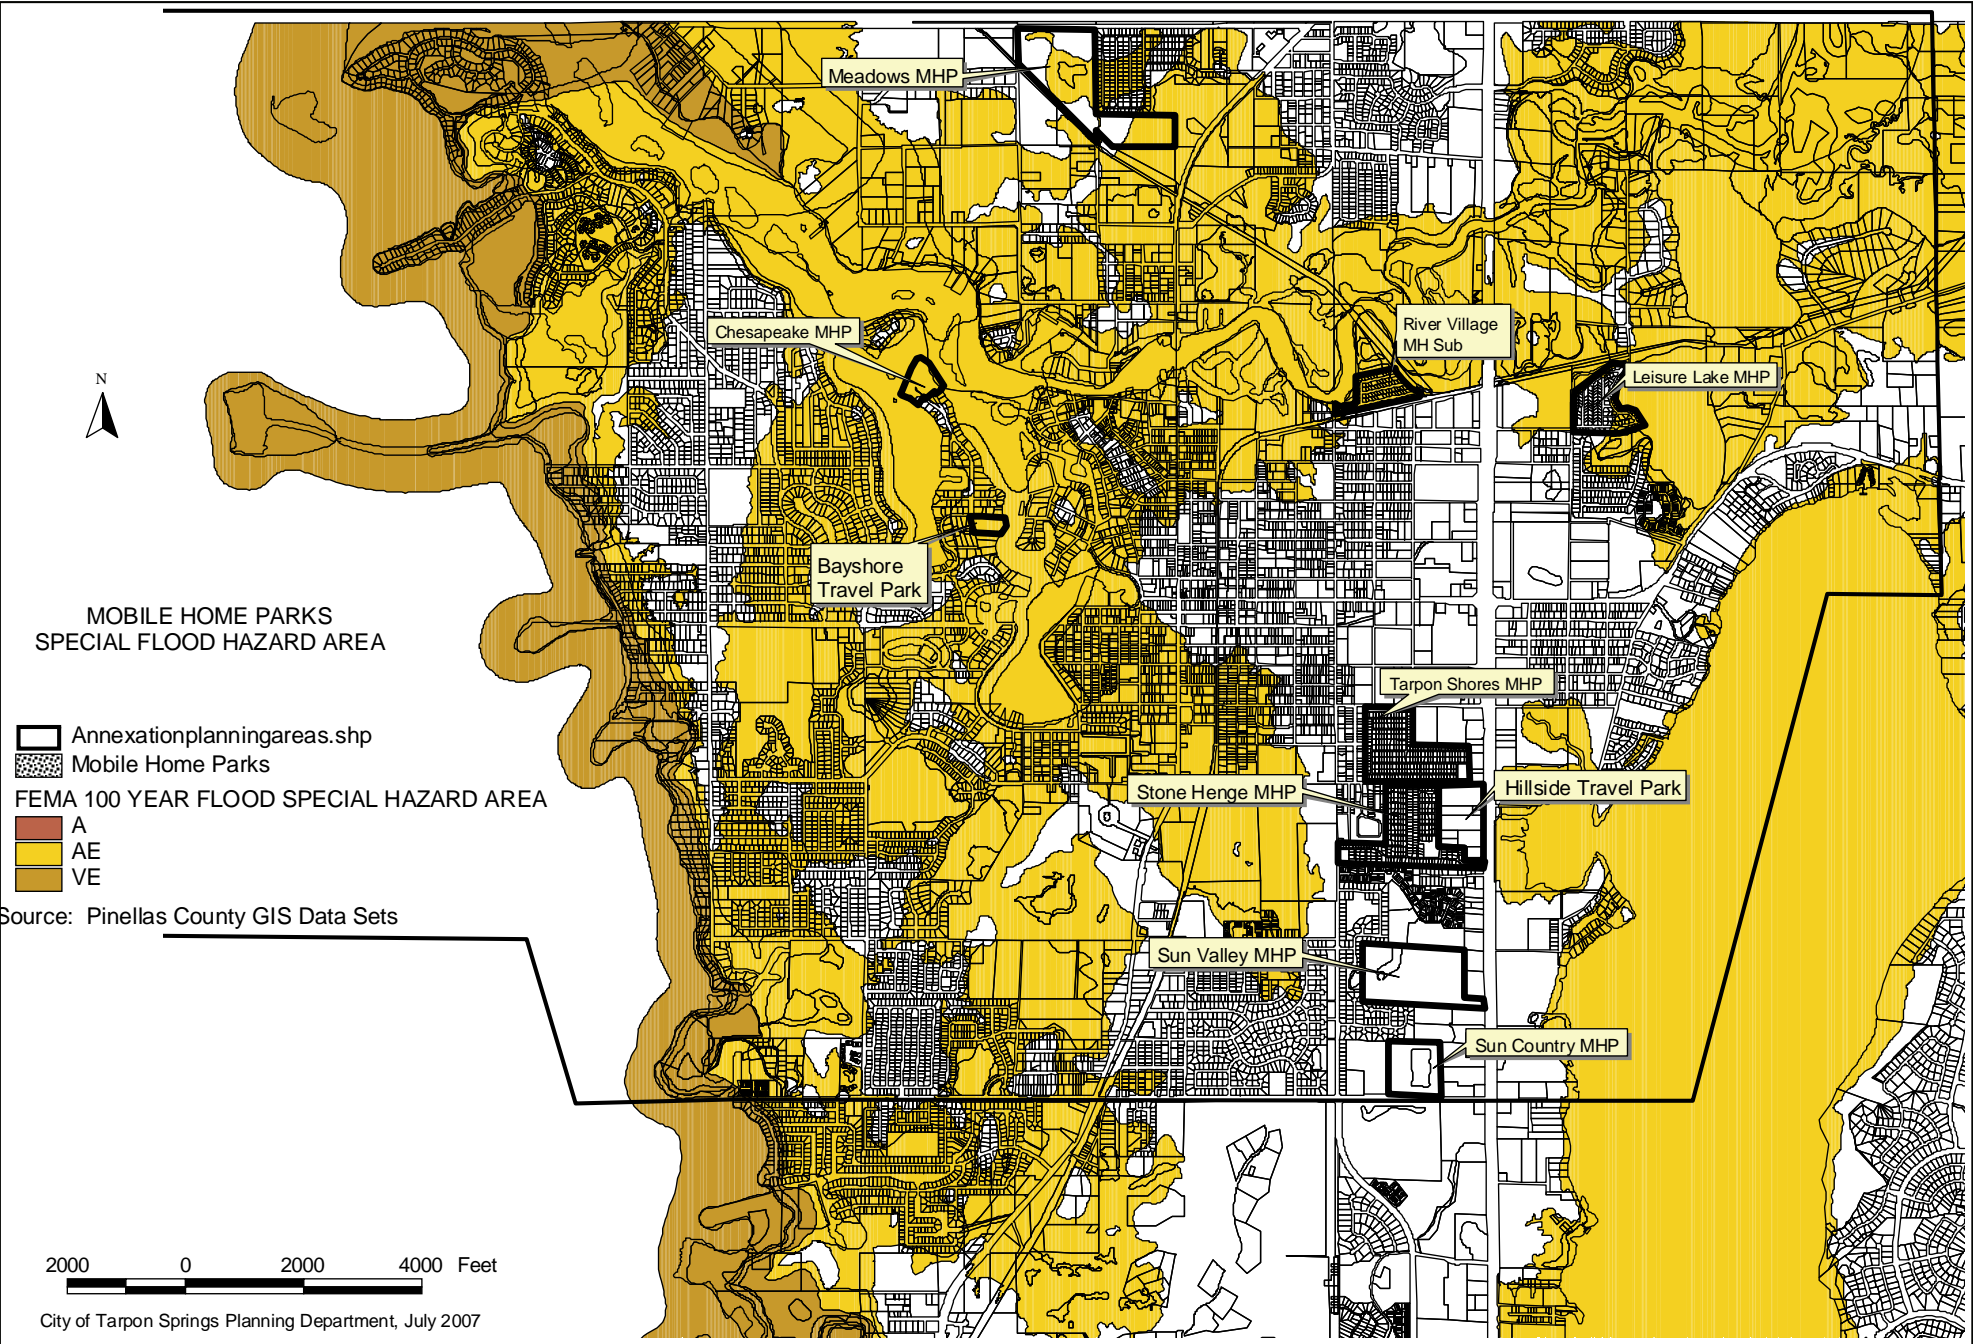 Meadows MHP
Chesapeake MHP
River Village
MH Sub
Leisure Lake MHP
N
Bayshore
Travel Park
MOBILE HOME PARKS
SPECIAL FLOOD HAZARD AREA
Tarpon Shores MHP
Annexationplanningareas.shp
Mobile Home Parks
Stone Henge MHP
Hillside Travel Park
FEMA 100 YEAR FLOOD SPECIAL HAZARD AREA
A
AE
VE
Source: Pinellas County GIS Data Sets
Sun Valley MHP
Sun Country MHP
2000 0 2000 4000 Feet
City of Tarpon Springs Planning Department, July 2007